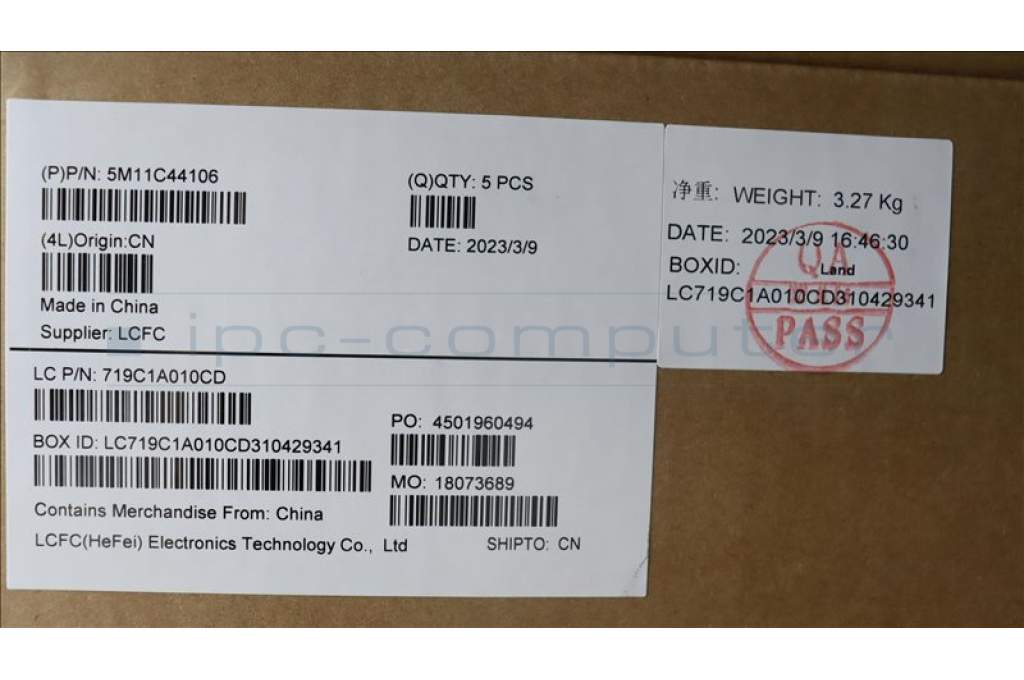 (P)P/N: 5M11C44106
(Q)QTY: 5 PCS
(4L)Origin:CN
DATE: 2023/3/9
Made in China
Supplier: LCFC
LC P/N: 719C1A010CD
PO: 4501960494
BOX ID: LC719C1A010CD310429341
MO: 18073689
Contains Merchandise From: China
LCFC(HeFei) Electronics Technology Co., Ltd
SHIPTO: CN
净重: WEIGHT: 3.27 Kg
DATE: 2023/3/9 16:46:30
BOXID:
Land
LC719C1A010CD310429341
QA
PASS
ipc-computer